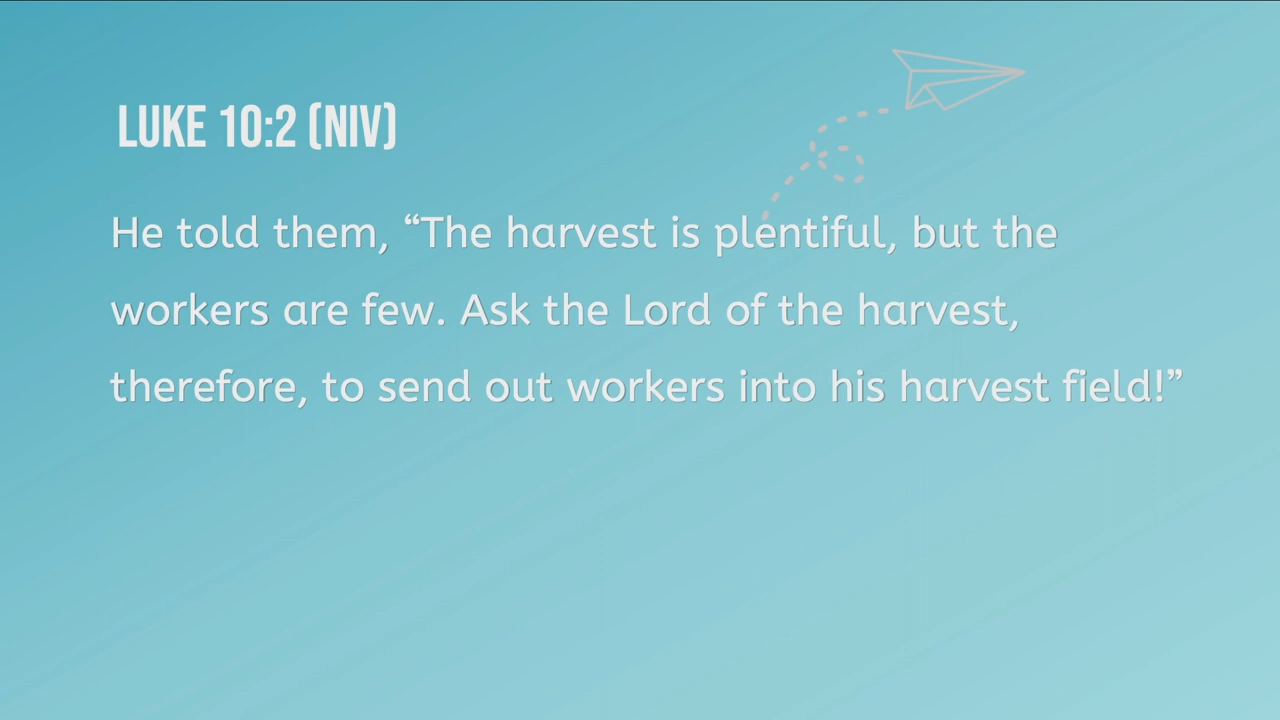 LUKE 10:2 (NIV)
He told them, “The harvest is plentiful, but the
workers are few. Ask the Lord of the harvest,
therefore, to send out workers into his harvest field!”